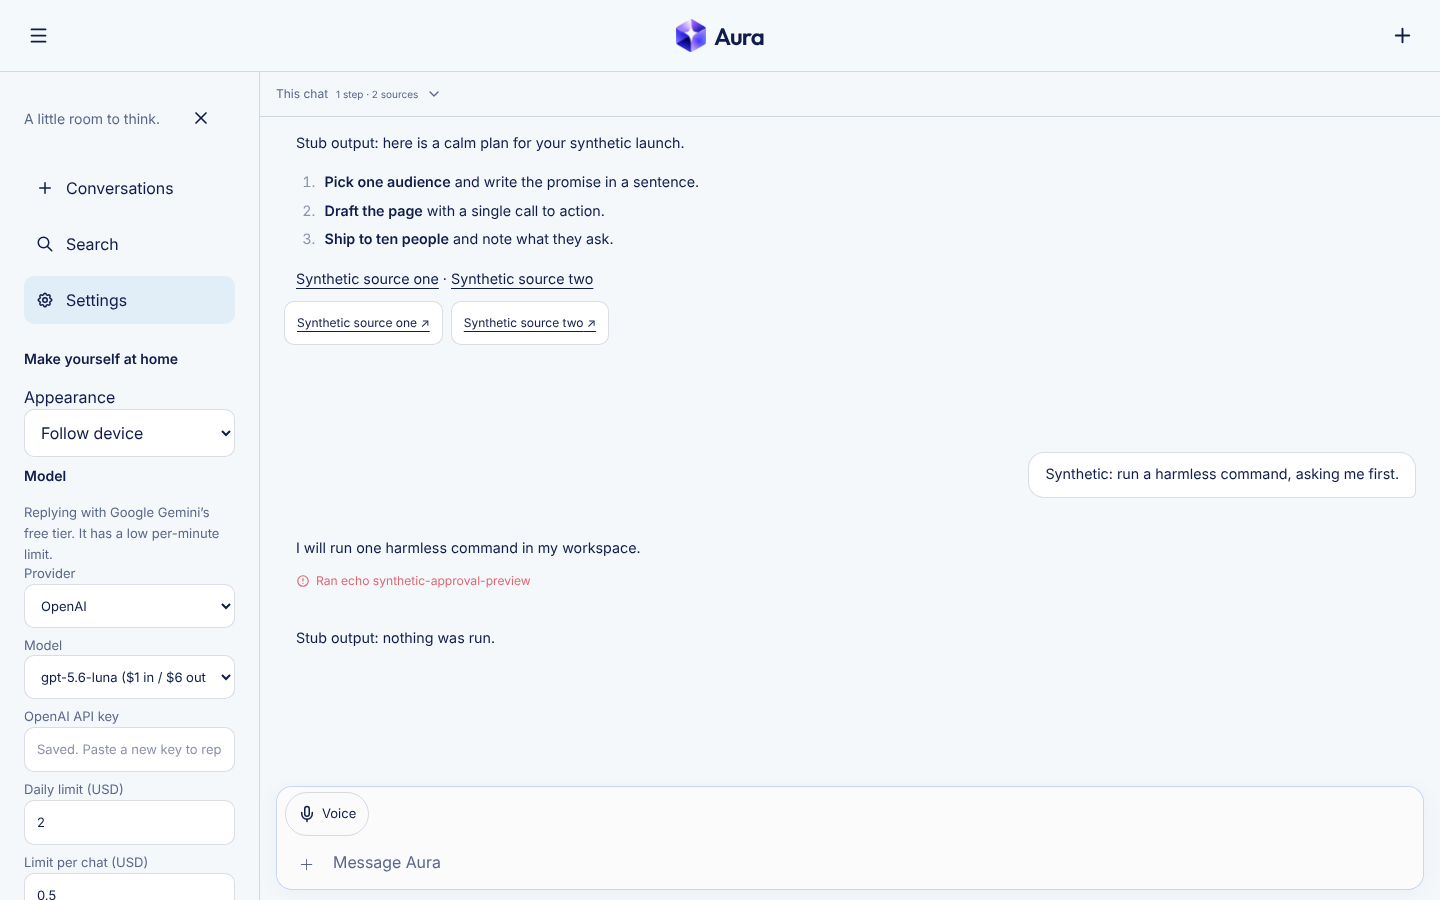 Aura
A little room to think.
Conversations
Search
Settings
Make yourself at home
Appearance
Follow device
Model
Replying with Google Gemini’s
free tier. It has a low per-minute
limit.
Provider
OpenAI
Model
gpt-5.6-luna ($1 in / $6 out
OpenAI API key
Saved. Paste a new key to rep
Daily limit (USD)
2
Limit per chat (USD)
0.5
This chat 1 step · 2 sources
Stub output: here is a calm plan for your synthetic launch.
1. Pick one audience and write the promise in a sentence.
2. Draft the page with a single call to action.
3. Ship to ten people and note what they ask.
Synthetic source one · Synthetic source two
Synthetic source one ↗ Synthetic source two ↗
Synthetic: run a harmless command, asking me first.
I will run one harmless command in my workspace.
Ran echo synthetic-approval-preview
Stub output: nothing was run.
Voice
Message Aura